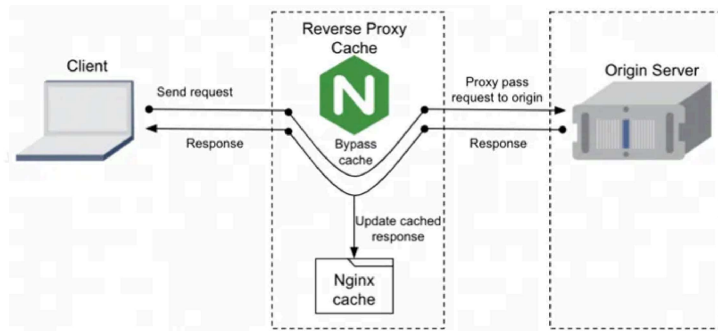 Reverse Proxy
Cache
Client
Origin Server
Send request
Proxy pass
request to origin
N
Bypass
cache
Response
Response
Update cached
response
Nginx
cache